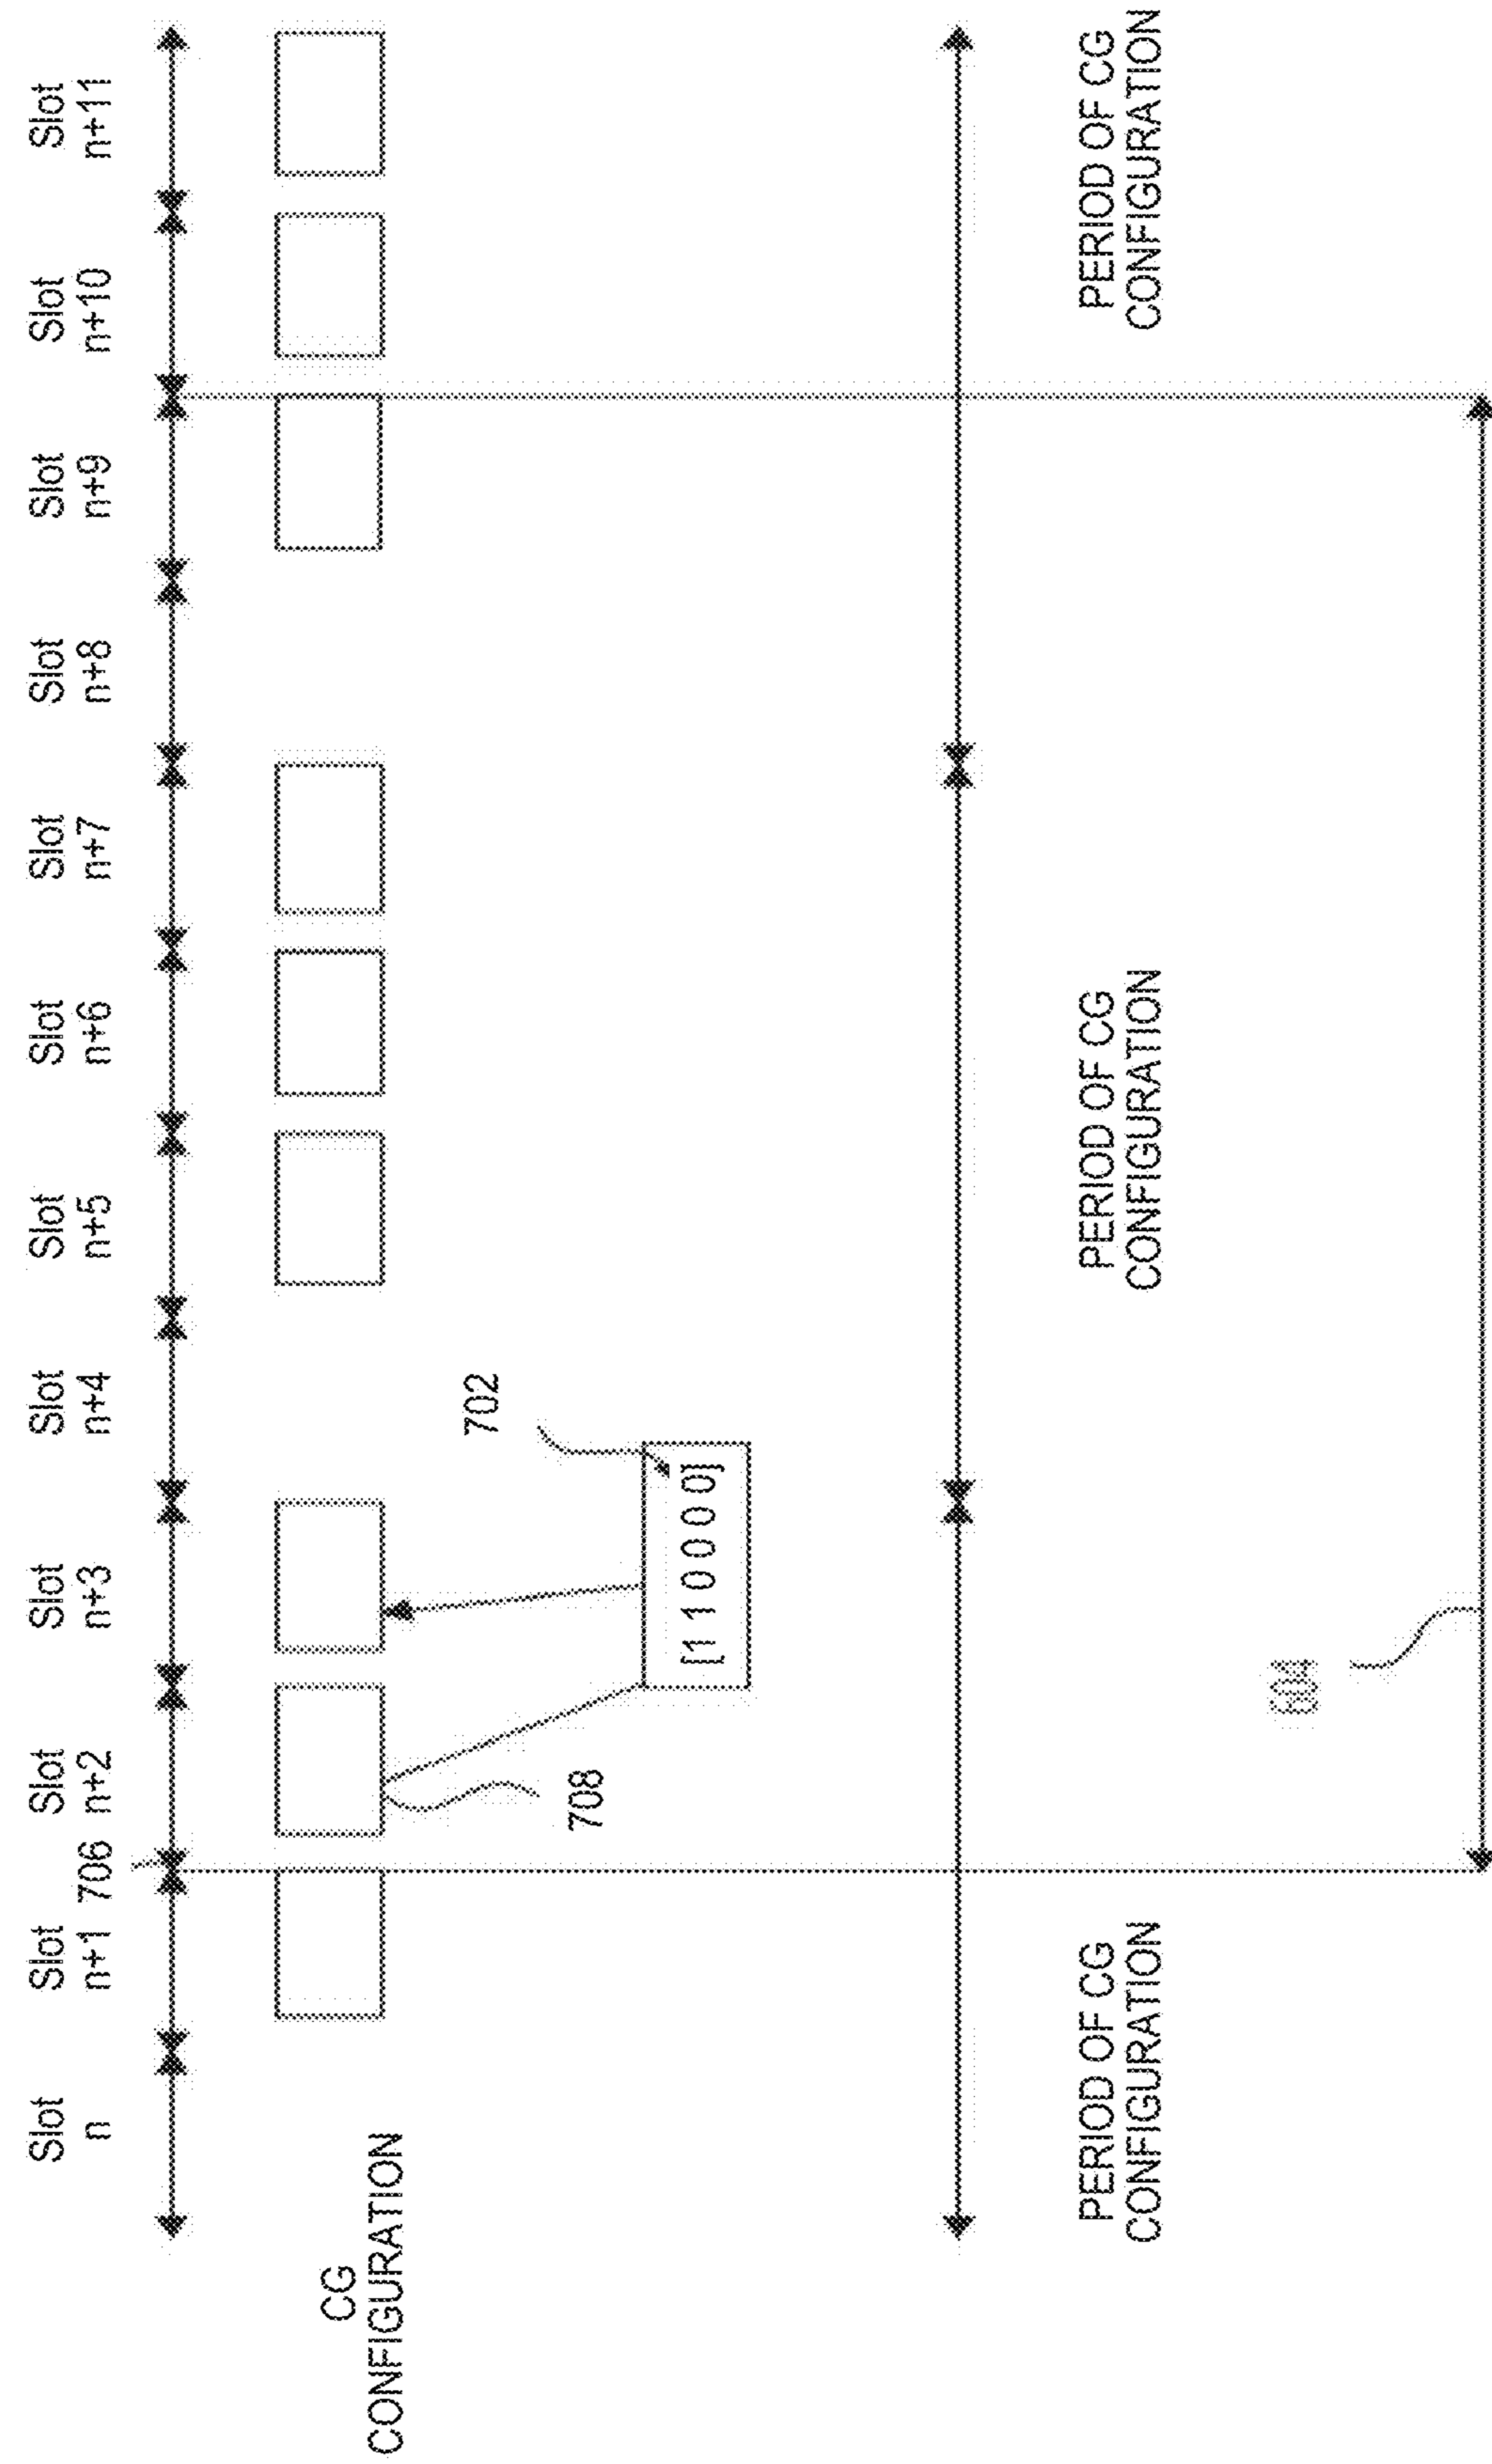 Slot
n
Slot
n+1
706
Slot
n+2
Slot
n+3
Slot
n+4
Slot
n+5
Slot
n+6
Slot
n+7
Slot
n+8
Slot
n+9
Slot
n+10
Slot
n+11
CG
CONFIGURATION
708
702
[1 1 0 0 0 0]
PERIOD OF CG
CONFIGURATION
PERIOD OF CG
CONFIGURATION
PERIOD OF CG
CONFIGURATION